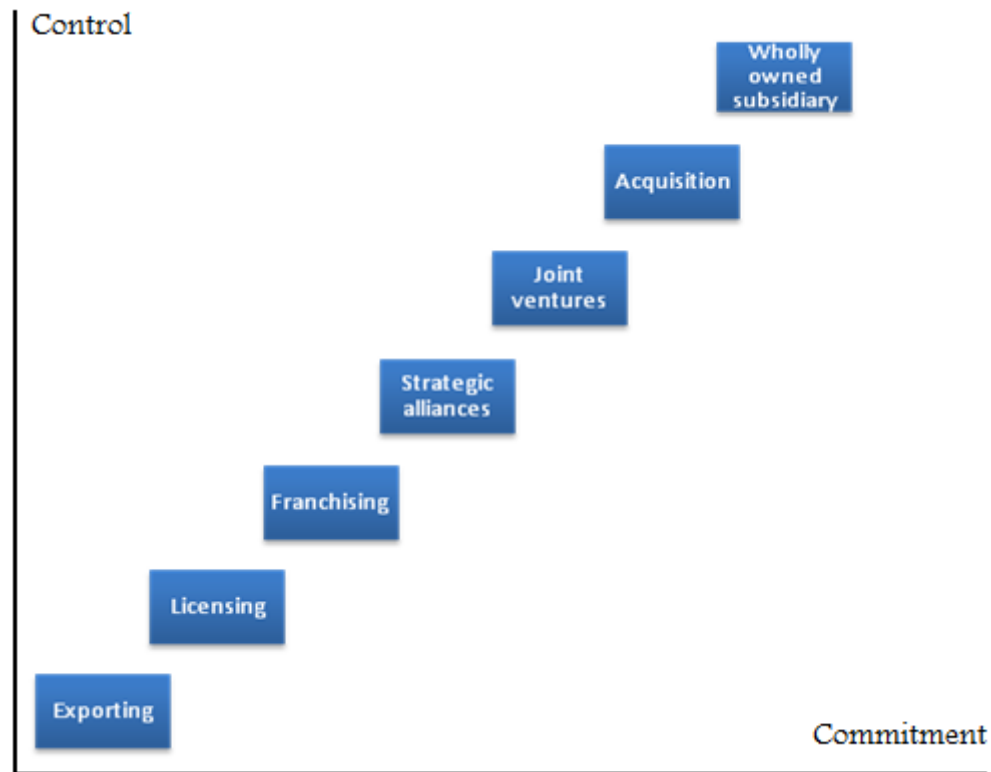 Control
Wholly
owned
subsidiary
Acquisition
Joint
ventures
Strategic
alliances
Franchising
Licensing
Exporting
Commitment